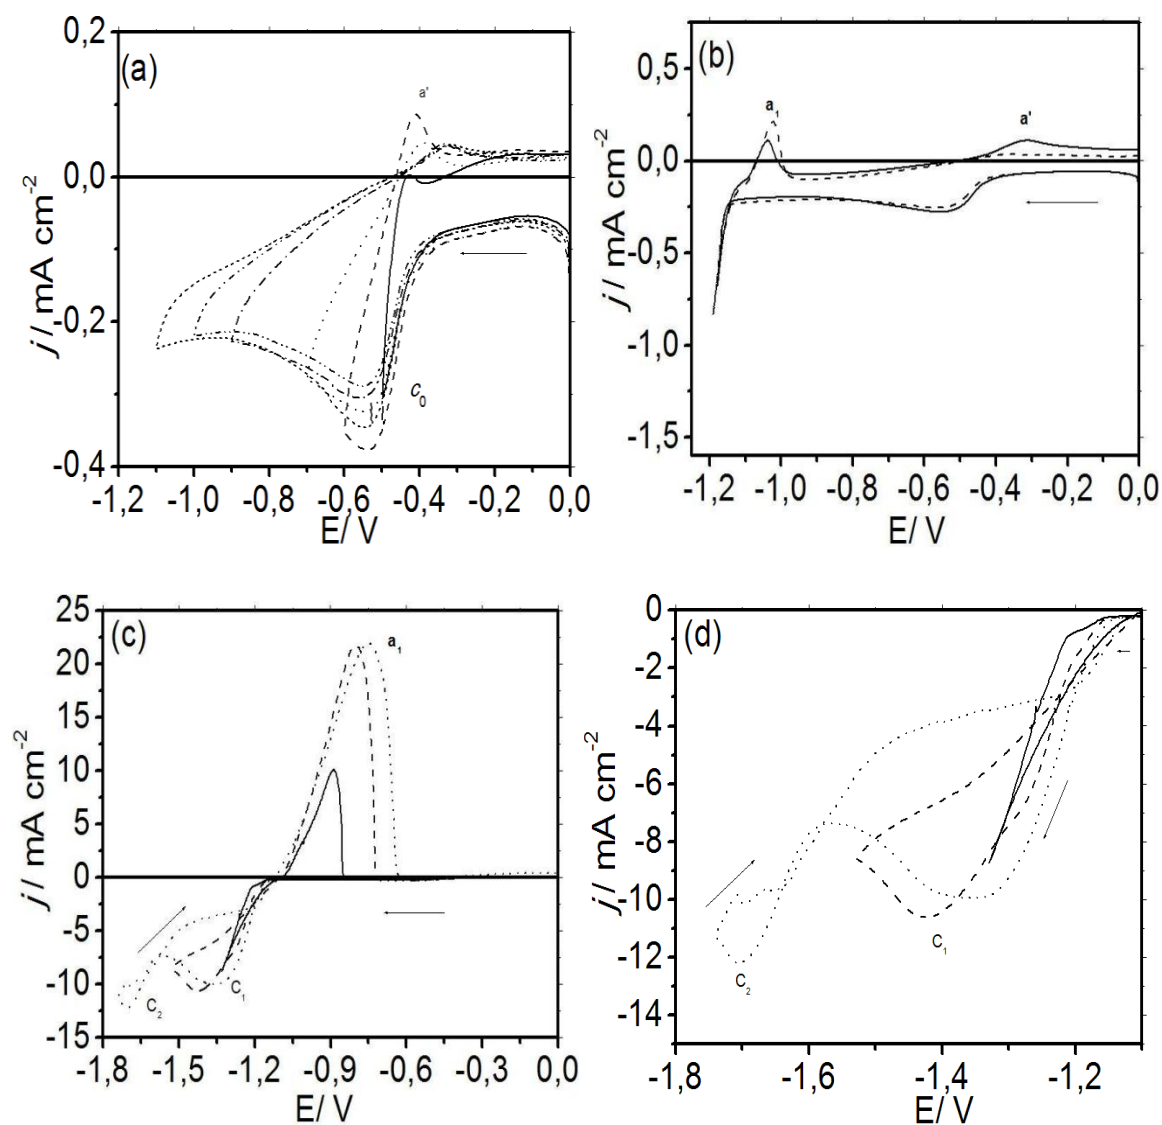 (a)
0,2
0,0
-0,2
-0,4
j / mA cm-2
a'
c0
-1,2 -1,0 -0,8 -0,6 -0,4 -0,2 0,0
E/ V
(b)
0,5
0,0
-0,5
-1,0
-1,5
j / mA cm-2
a1
a'
-1,2 -1,0 -0,8 -0,6 -0,4 -0,2 0,0
E/ V
(c)
25
20
15
10
5
0
-5
-10
-15
j / mA cm-2
a1
C2
C1
-1,8 -1,5 -1,2 -0,9 -0,6 -0,3 0,0
E/ V
(d)
0
-2
-4
-6
-8
-10
-12
-14
j / mA cm-2
C1
C2
-1,8 -1,6 -1,4 -1,2
E/ V